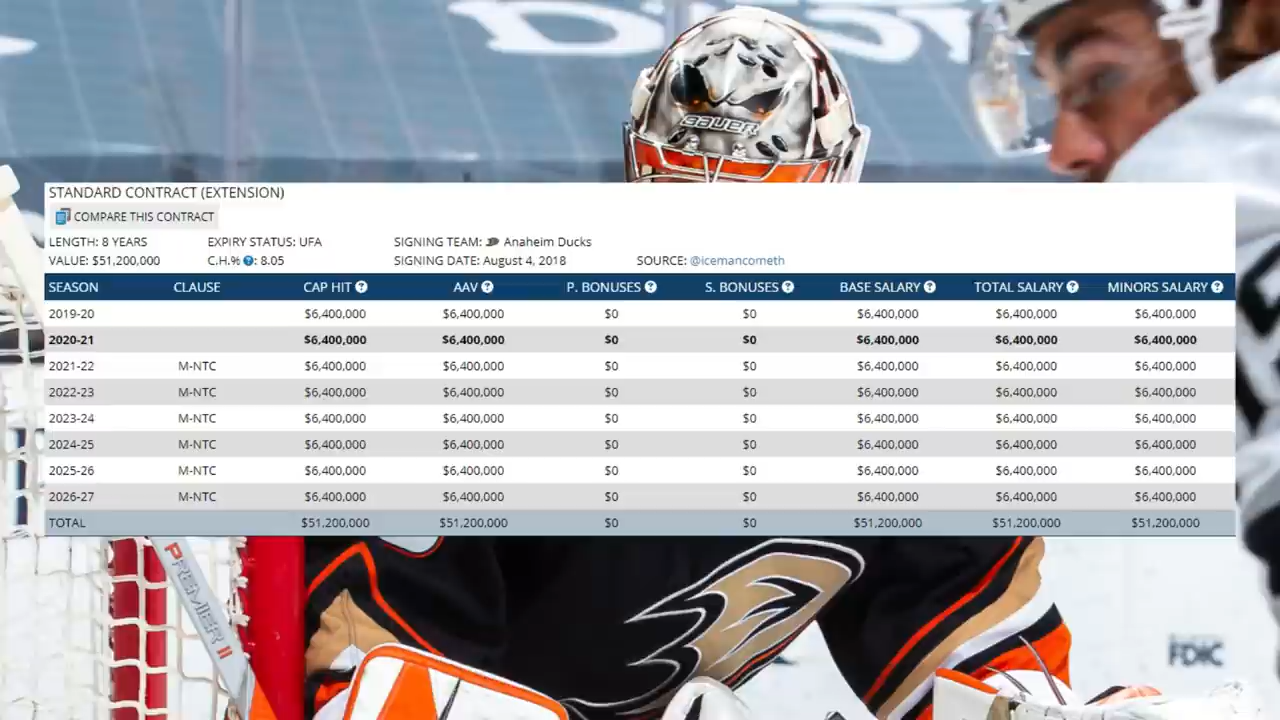 BAUER
STANDARD CONTRACT (EXTENSION)
COMPARE THIS CONTRACT
LENGTH: 8 YEARS EXPIRY STATUS: UFA SIGNING TEAM: Anaheim Ducks
VALUE: $51,200,000 C.H.% ?: 8.05 SIGNING DATE: August 4, 2018 SOURCE: @icemancometh
SEASON CLAUSE CAP HIT ? AAV ? P. BONUSES ? S. BONUSES ? BASE SALARY ? TOTAL SALARY ? MINORS SALARY ?
2019-20 $6,400,000 $6,400,000 $0 $0 $6,400,000 $6,400,000 $6,400,000
2020-21 $6,400,000 $6,400,000 $0 $0 $6,400,000 $6,400,000 $6,400,000
2021-22 M-NTC $6,400,000 $6,400,000 $0 $0 $6,400,000 $6,400,000 $6,400,000
2022-23 M-NTC $6,400,000 $6,400,000 $0 $0 $6,400,000 $6,400,000 $6,400,000
2023-24 M-NTC $6,400,000 $6,400,000 $0 $0 $6,400,000 $6,400,000 $6,400,000
2024-25 M-NTC $6,400,000 $6,400,000 $0 $0 $6,400,000 $6,400,000 $6,400,000
2025-26 M-NTC $6,400,000 $6,400,000 $0 $0 $6,400,000 $6,400,000 $6,400,000
2026-27 M-NTC $6,400,000 $6,400,000 $0 $0 $6,400,000 $6,400,000 $6,400,000
TOTAL $51,200,000 $51,200,000 $0 $0 $51,200,000 $51,200,000 $51,200,000
PREMIER II
FDIC